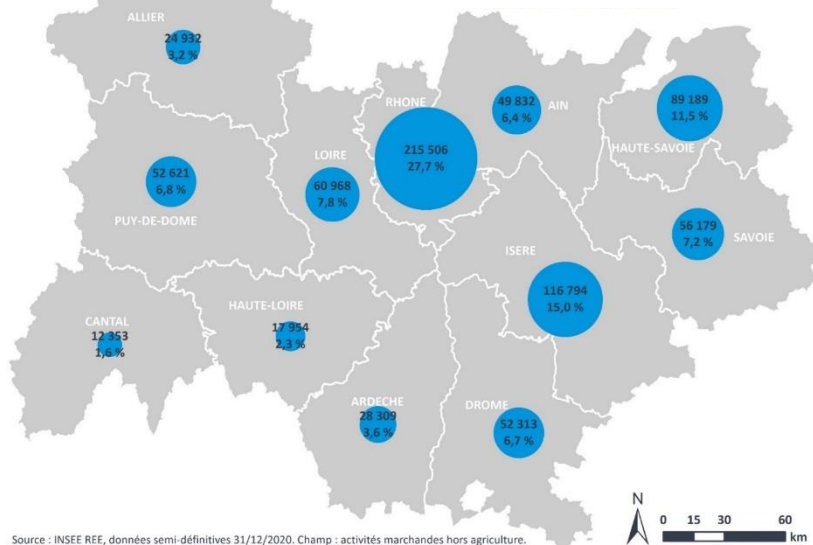 ALLIER
24 932
3,2 %
RHONE
215 506
27,7 %
49 832
6,4 %
AIN
89 189
11,5 %
HAUTE-SAVOIE
LOIRE
60 968
7,8 %
52 621
6,8 %
PUY-DE-DOME
56 179
7,2 %
SAVOIE
ISERE
116 794
15,0 %
HAUTE-LOIRE
17 954
2,3 %
CANTAL
12 353
1,6 %
ARDECHE
28 309
3,6 %
DROME
52 313
6,7 %
N
0 15 30 60
km
Source : INSEE REE, données semi-définitives 31/12/2020. Champ : activités marchandes hors agriculture.